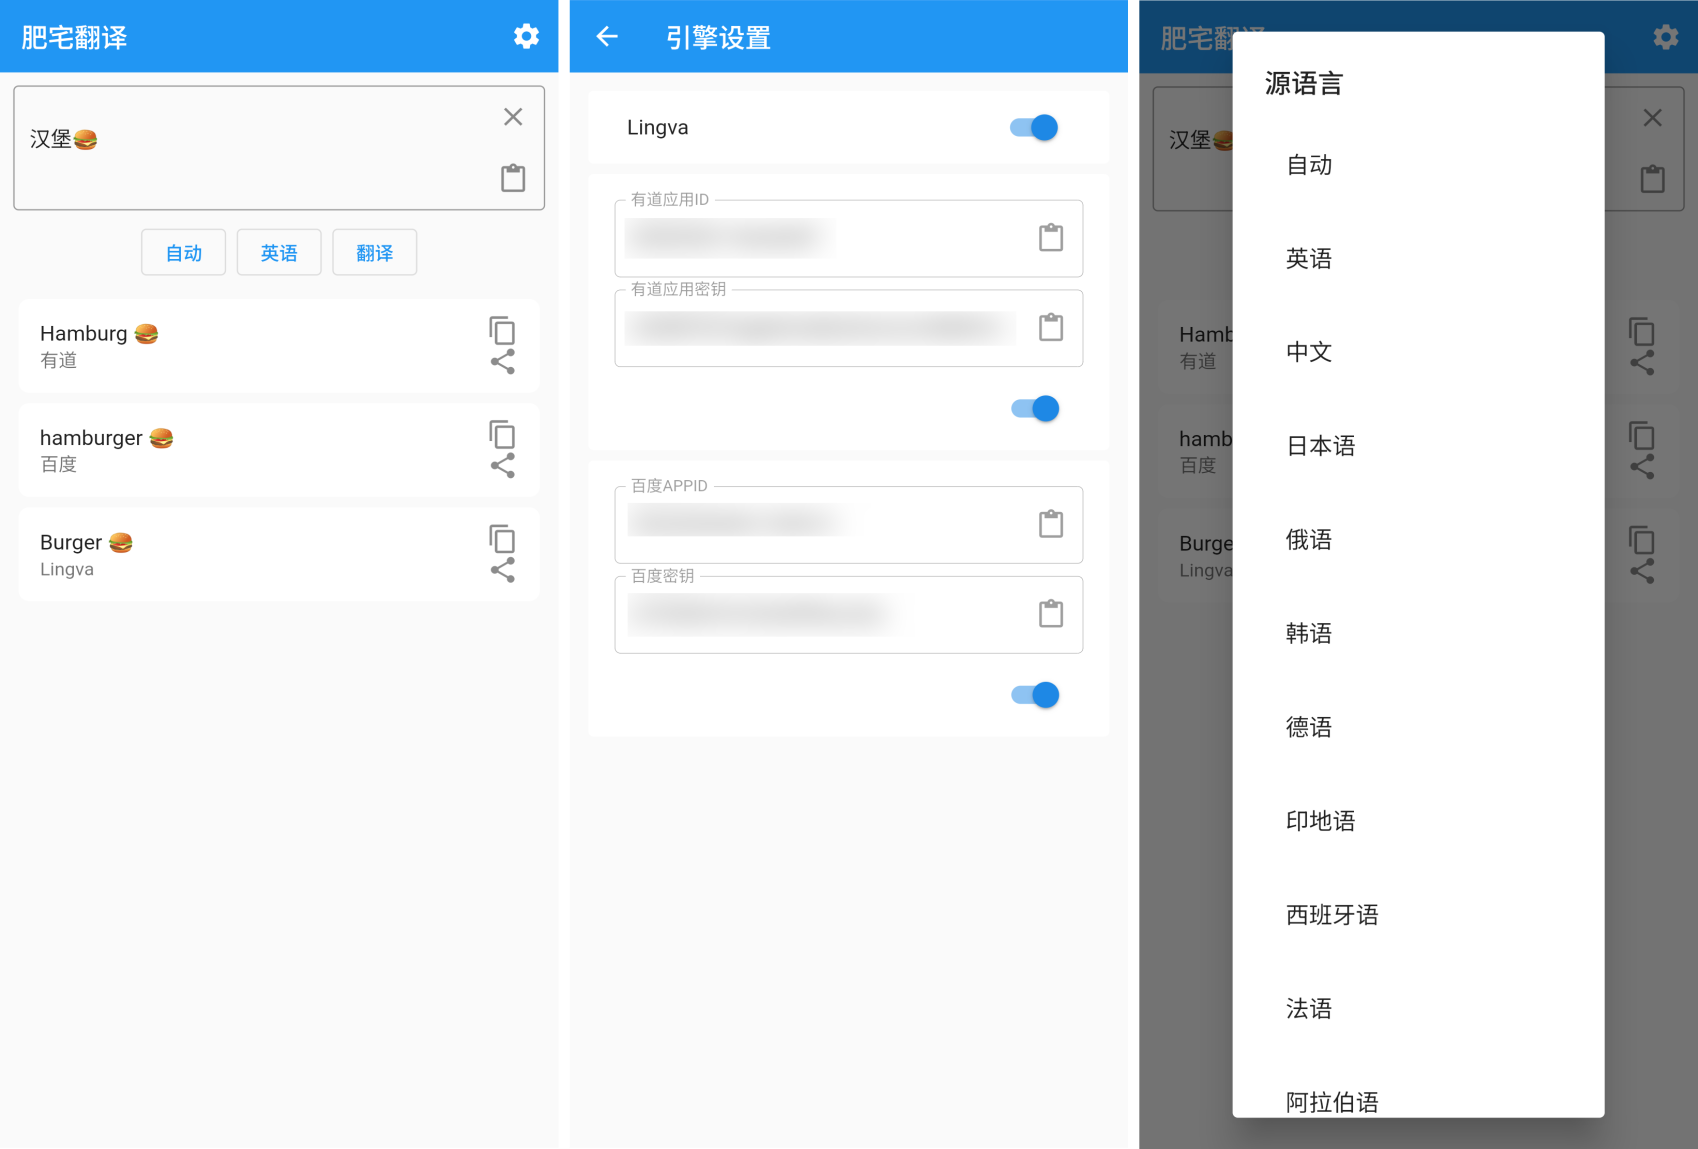 肥宅翻译
汉堡🍔
自动 英语 翻译
Hamburg 🍔
有道
hamburger 🍔
百度
Burger 🍔
Lingva
引擎设置
Lingva
有道应用ID
有道应用密钥
百度APPID
百度密钥
肥宅翻译
汉堡🍔
Hamb
有道
hamb
百度
Burge
Lingva
源语言
自动
英语
中文
日本语
俄语
韩语
德语
印地语
西班牙语
法语
阿拉伯语